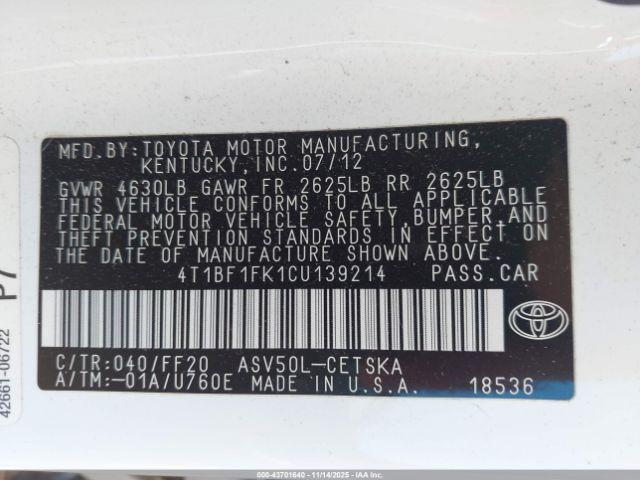 MFD.BY:TOYOTA MOTOR MANUFACTURING,
KENTUCKY,INC.07/12
GVWR 4630LB GAWR FR 2625LB RR 2625LB
THIS VEHICLE CONFORMS TO ALL APPLICABLE
FEDERAL MOTOR VEHICLE SAFETY,BUMPER,AND
THEFT PREVENTION STANDARDS IN EFFECT ON
THE DATE OF MANUFACTURE SHOWN ABOVE.
4T1BF1FK1CU139214 PASS.CAR
C/TR:040/FF20 ASV50L-CETSKA
A/TM:-01A/U760E MADE IN U.S.A. 18536
42661-06722 P7
000-43701640 - 11/14/2025 - IAAI